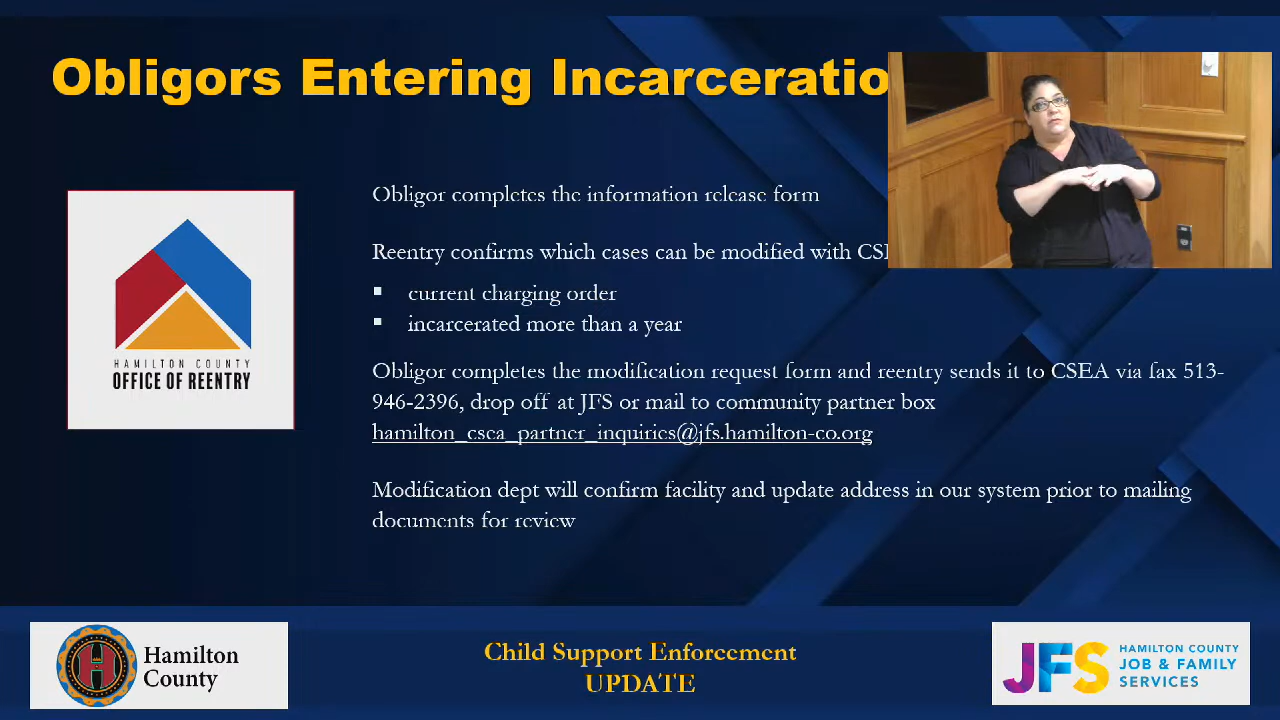 Obligors Entering Incarceratio
Obligor completes the information release form
Reentry confirms which cases can be modified with
▪ current charging order
▪ incarcerated more than a year
Obligor completes the modification request form and reentry sends it to CSEA via fax 513-
946-2396, drop off at JFS or mail to community partner box
hamilton_csea_partner_inquiries@jfs.hamilton-co.org
Modification dept will confirm facility and update address in our system prior to mailing
documents for review
HAMILTON COUNTY
OFFICE OF REENTRY
Hamilton
County
Child Support Enforcement
UPDATE
JFS
HAMILTON COUNTY
JOB & FAMILY
SERVICES